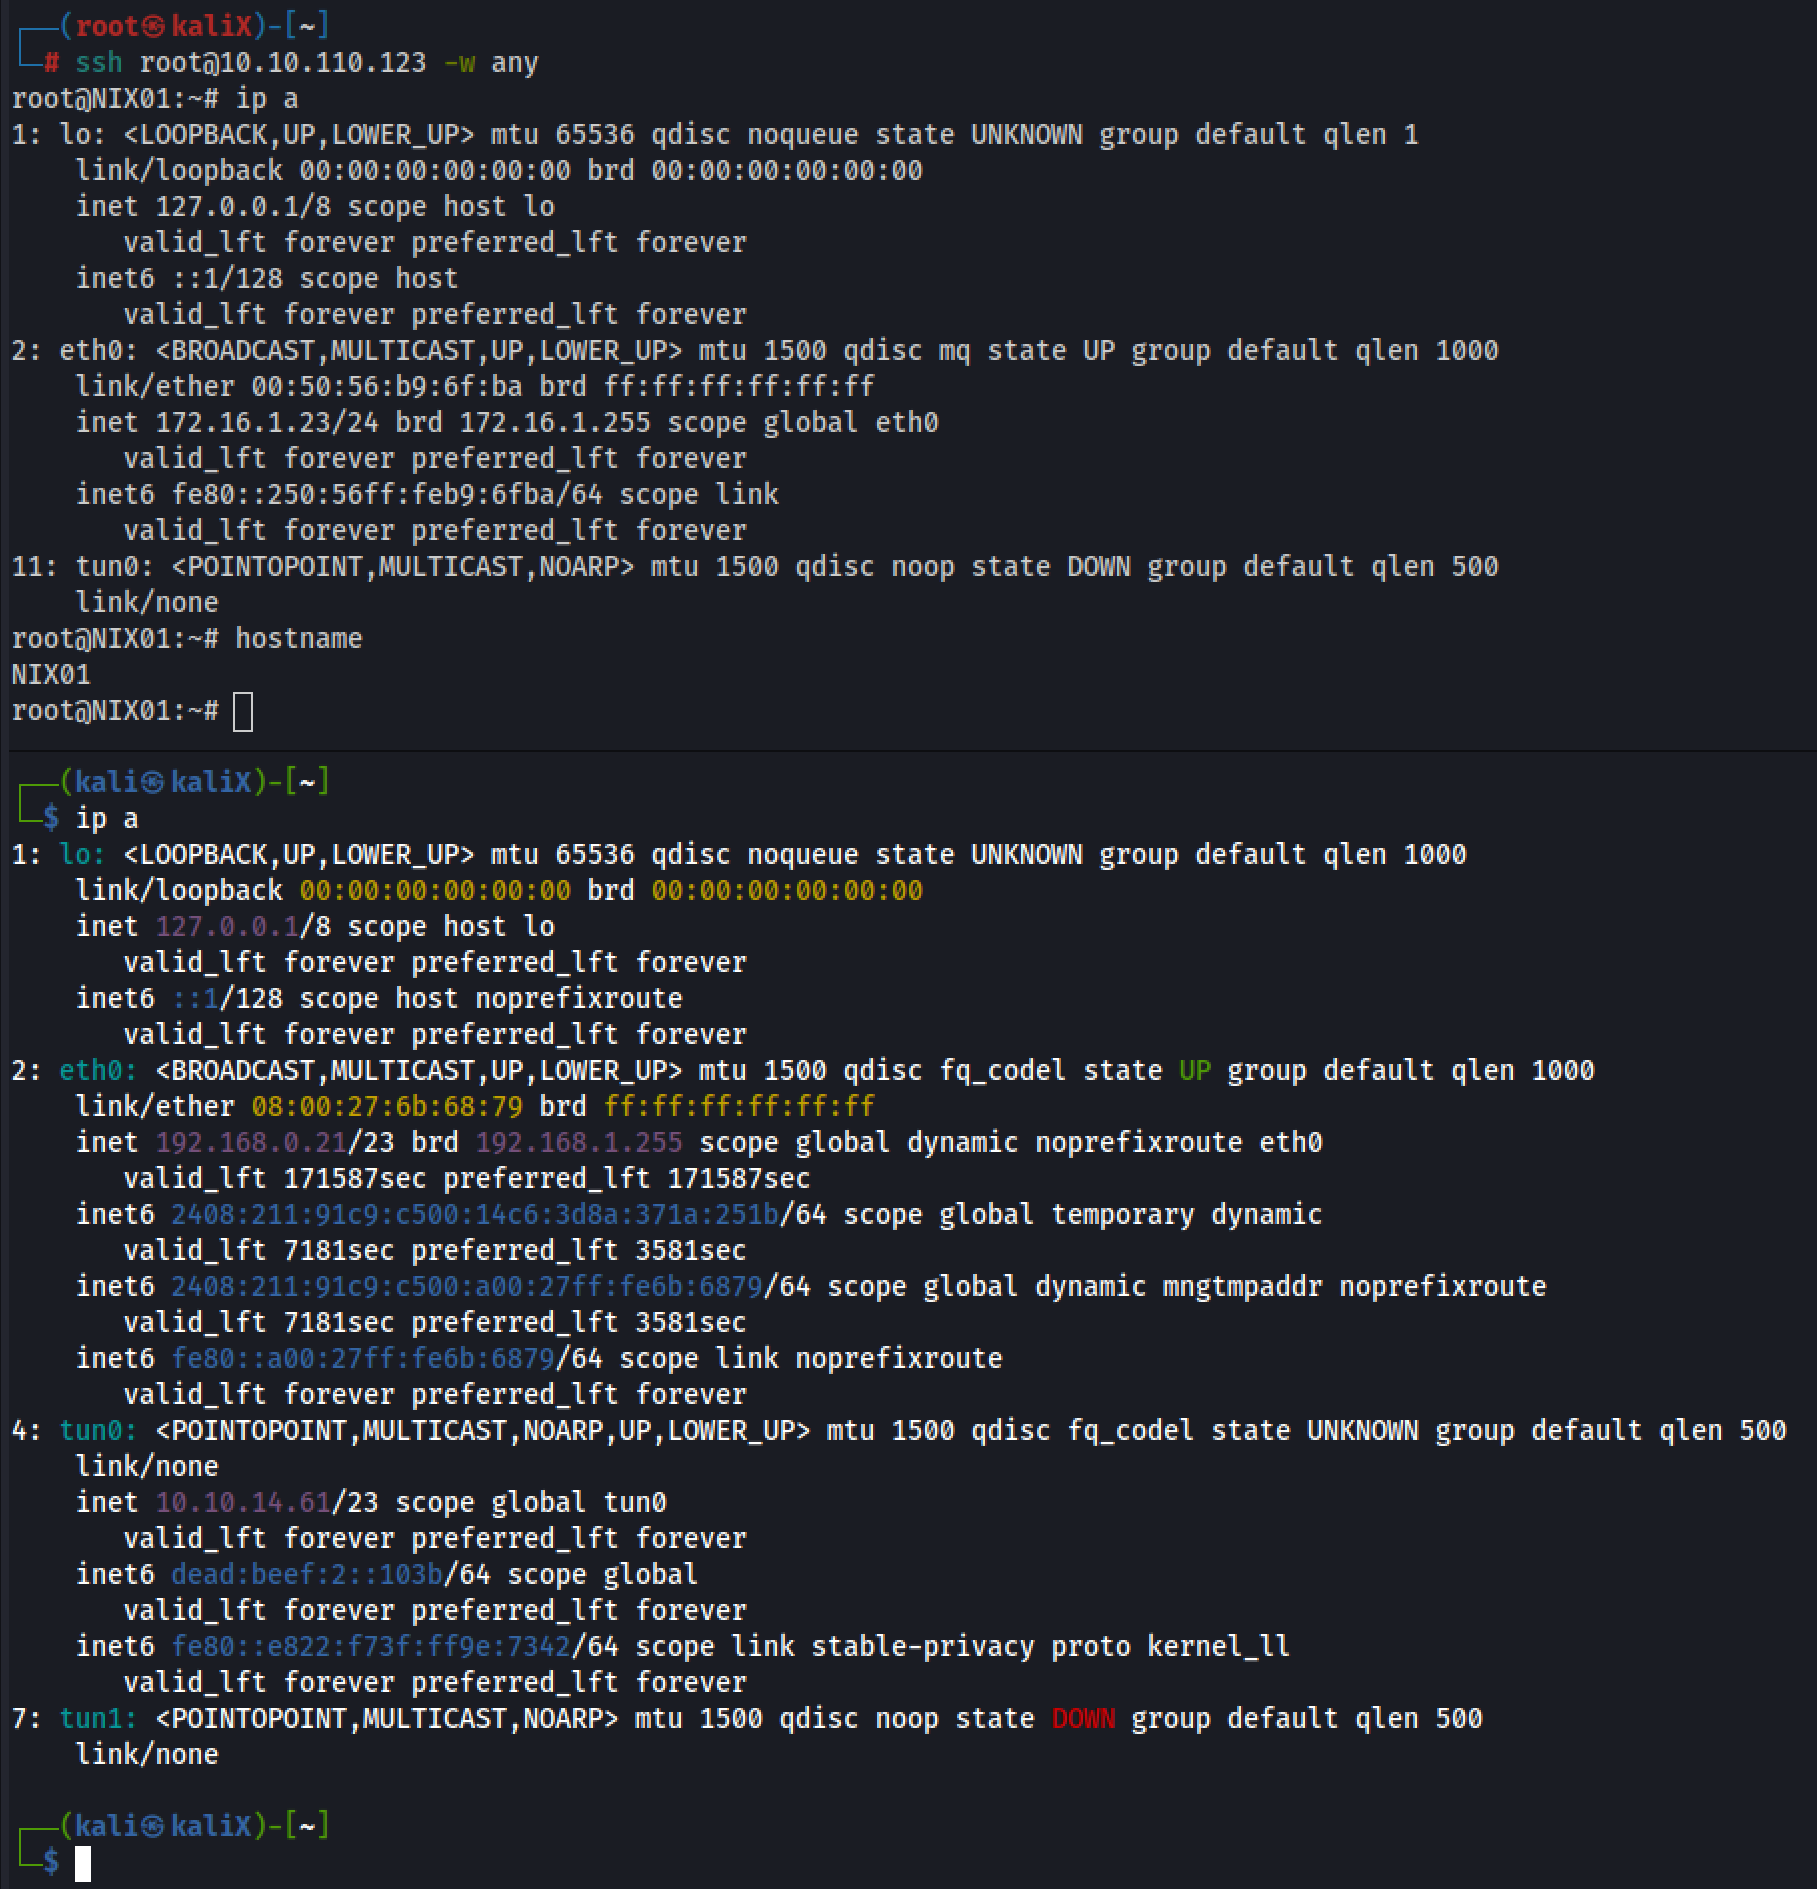 ┌──(root㉿kaliX)-[~]
└─# ssh root@10.10.110.123 -w any
root@NIX01:~# ip a
1: lo: <LOOPBACK,UP,LOWER_UP> mtu 65536 qdisc noqueue state UNKNOWN group default qlen 1
    link/loopback 00:00:00:00:00:00 brd 00:00:00:00:00:00
    inet 127.0.0.1/8 scope host lo
       valid_lft forever preferred_lft forever
    inet6 ::1/128 scope host
       valid_lft forever preferred_lft forever
2: eth0: <BROADCAST,MULTICAST,UP,LOWER_UP> mtu 1500 qdisc mq state UP group default qlen 1000
    link/ether 00:50:56:b9:6f:ba brd ff:ff:ff:ff:ff:ff
    inet 172.16.1.23/24 brd 172.16.1.255 scope global eth0
       valid_lft forever preferred_lft forever
    inet6 fe80::250:56ff:feb9:6fba/64 scope link
       valid_lft forever preferred_lft forever
11: tun0: <POINTOPOINT,MULTICAST,NOARP> mtu 1500 qdisc noop state DOWN group default qlen 500
    link/none
root@NIX01:~# hostname
NIX01
root@NIX01:~#
┌──(kali㉿kaliX)-[~]
└─$ ip a
1: lo: <LOOPBACK,UP,LOWER_UP> mtu 65536 qdisc noqueue state UNKNOWN group default qlen 1000
    link/loopback 00:00:00:00:00:00 brd 00:00:00:00:00:00
    inet 127.0.0.1/8 scope host lo
       valid_lft forever preferred_lft forever
    inet6 ::1/128 scope host noprefixroute
       valid_lft forever preferred_lft forever
2: eth0: <BROADCAST,MULTICAST,UP,LOWER_UP> mtu 1500 qdisc fq_codel state UP group default qlen 1000
    link/ether 08:00:27:6b:68:79 brd ff:ff:ff:ff:ff:ff
    inet 192.168.0.21/23 brd 192.168.1.255 scope global dynamic noprefixroute eth0
       valid_lft 171587sec preferred_lft 171587sec
    inet6 2408:211:91c9:c500:14c6:3d8a:371a:251b/64 scope global temporary dynamic
       valid_lft 7181sec preferred_lft 3581sec
    inet6 2408:211:91c9:c500:a00:27ff:fe6b:6879/64 scope global dynamic mngtmpaddr noprefixroute
       valid_lft 7181sec preferred_lft 3581sec
    inet6 fe80::a00:27ff:fe6b:6879/64 scope link noprefixroute
       valid_lft forever preferred_lft forever
4: tun0: <POINTOPOINT,MULTICAST,NOARP,UP,LOWER_UP> mtu 1500 qdisc fq_codel state UNKNOWN group default qlen 500
    link/none
    inet 10.10.14.61/23 scope global tun0
       valid_lft forever preferred_lft forever
    inet6 dead:beef:2::103b/64 scope global
       valid_lft forever preferred_lft forever
    inet6 fe80::e822:f73f:ff9e:7342/64 scope link stable-privacy proto kernel_ll
       valid_lft forever preferred_lft forever
7: tun1: <POINTOPOINT,MULTICAST,NOARP> mtu 1500 qdisc noop state DOWN group default qlen 500
    link/none
┌──(kali㉿kaliX)-[~]
└─$